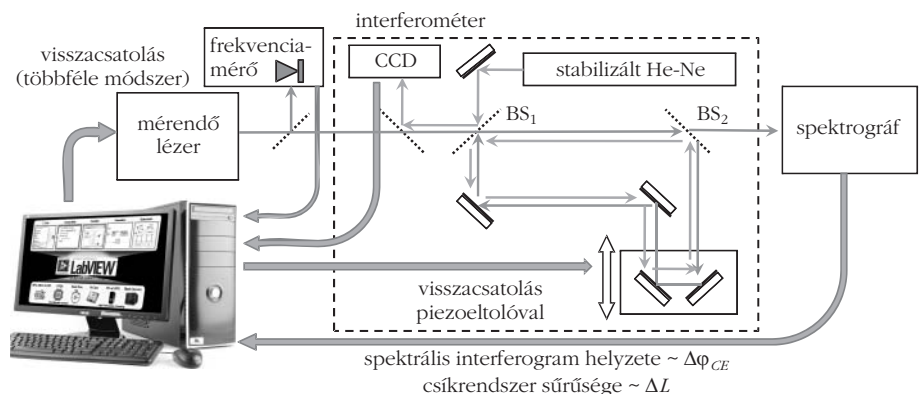 interferométer
visszacsatolás
(többféle módszer)
frekvencia-
mérő
CCD
stabilizált He-Ne
mérendő
lézer
BS1
BS2
spektrográf
LabVIEW
visszacsatolás
piezoeltolóval
spektrális interferogram helyzete ~ ΔφCE
csíkrendszer sűrűsége ~ ΔL